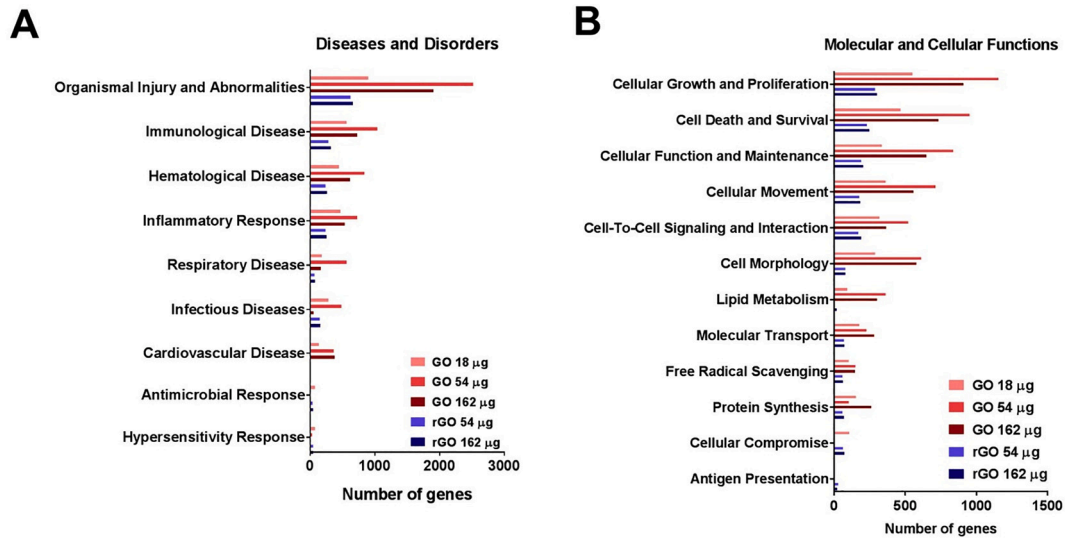 A
Diseases and Disorders
Organismal Injury and Abnormalities
Immunological Disease
Hematological Disease
Inflammatory Response
Respiratory Disease
Infectious Diseases
Cardiovascular Disease
Antimicrobial Response
Hypersensitivity Response
GO 18 µg
GO 54 µg
GO 162 µg
rGO 54 µg
rGO 162 µg
0 1000 2000 3000
Number of genes
B
Molecular and Cellular Functions
Cellular Growth and Proliferation
Cell Death and Survival
Cellular Function and Maintenance
Cellular Movement
Cell-To-Cell Signaling and Interaction
Cell Morphology
Lipid Metabolism
Molecular Transport
Free Radical Scavenging
Protein Synthesis
Cellular Compromise
Antigen Presentation
GO 18 µg
GO 54 µg
GO 162 µg
rGO 54 µg
rGO 162 µg
0 500 1000 1500
Number of genes